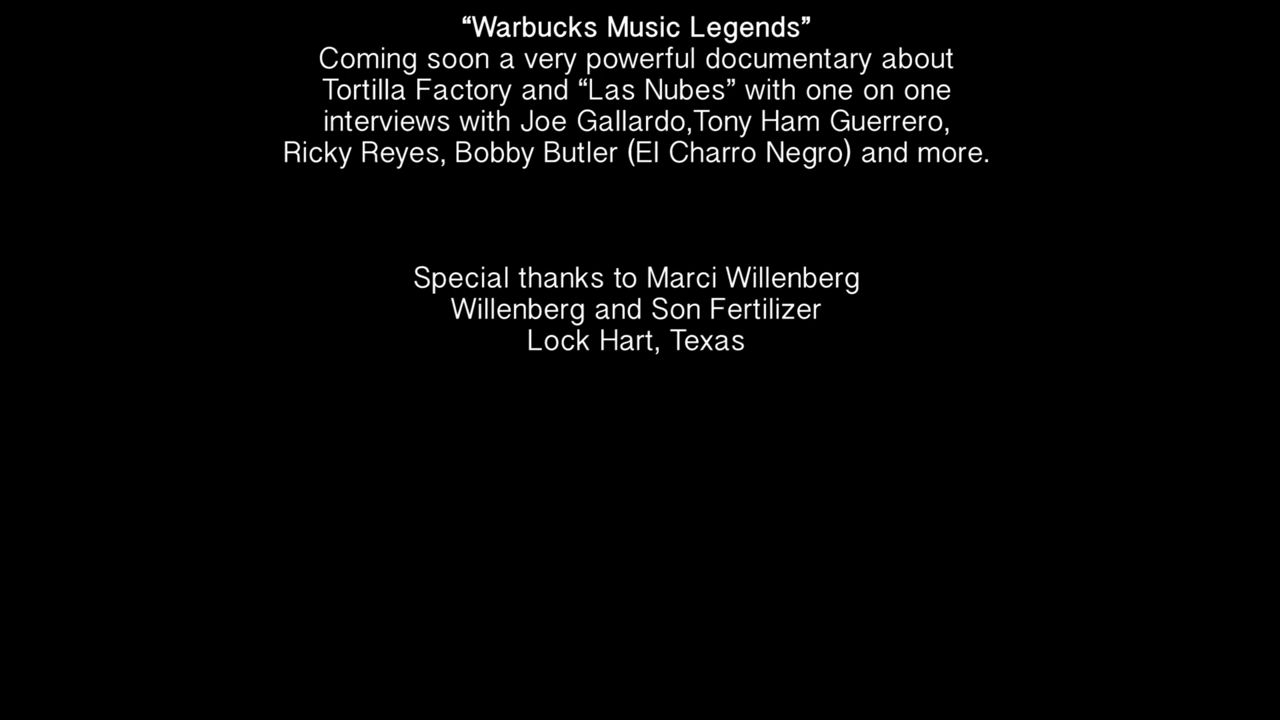 “Warbucks Music Legends”
Coming soon a very powerful documentary about
Tortilla Factory and “Las Nubes” with one on one
interviews with Joe Gallardo,Tony Ham Guerrero,
Ricky Reyes, Bobby Butler (El Charro Negro) and more.
Special thanks to Marci Willenberg
Willenberg and Son Fertilizer
Lock Hart, Texas